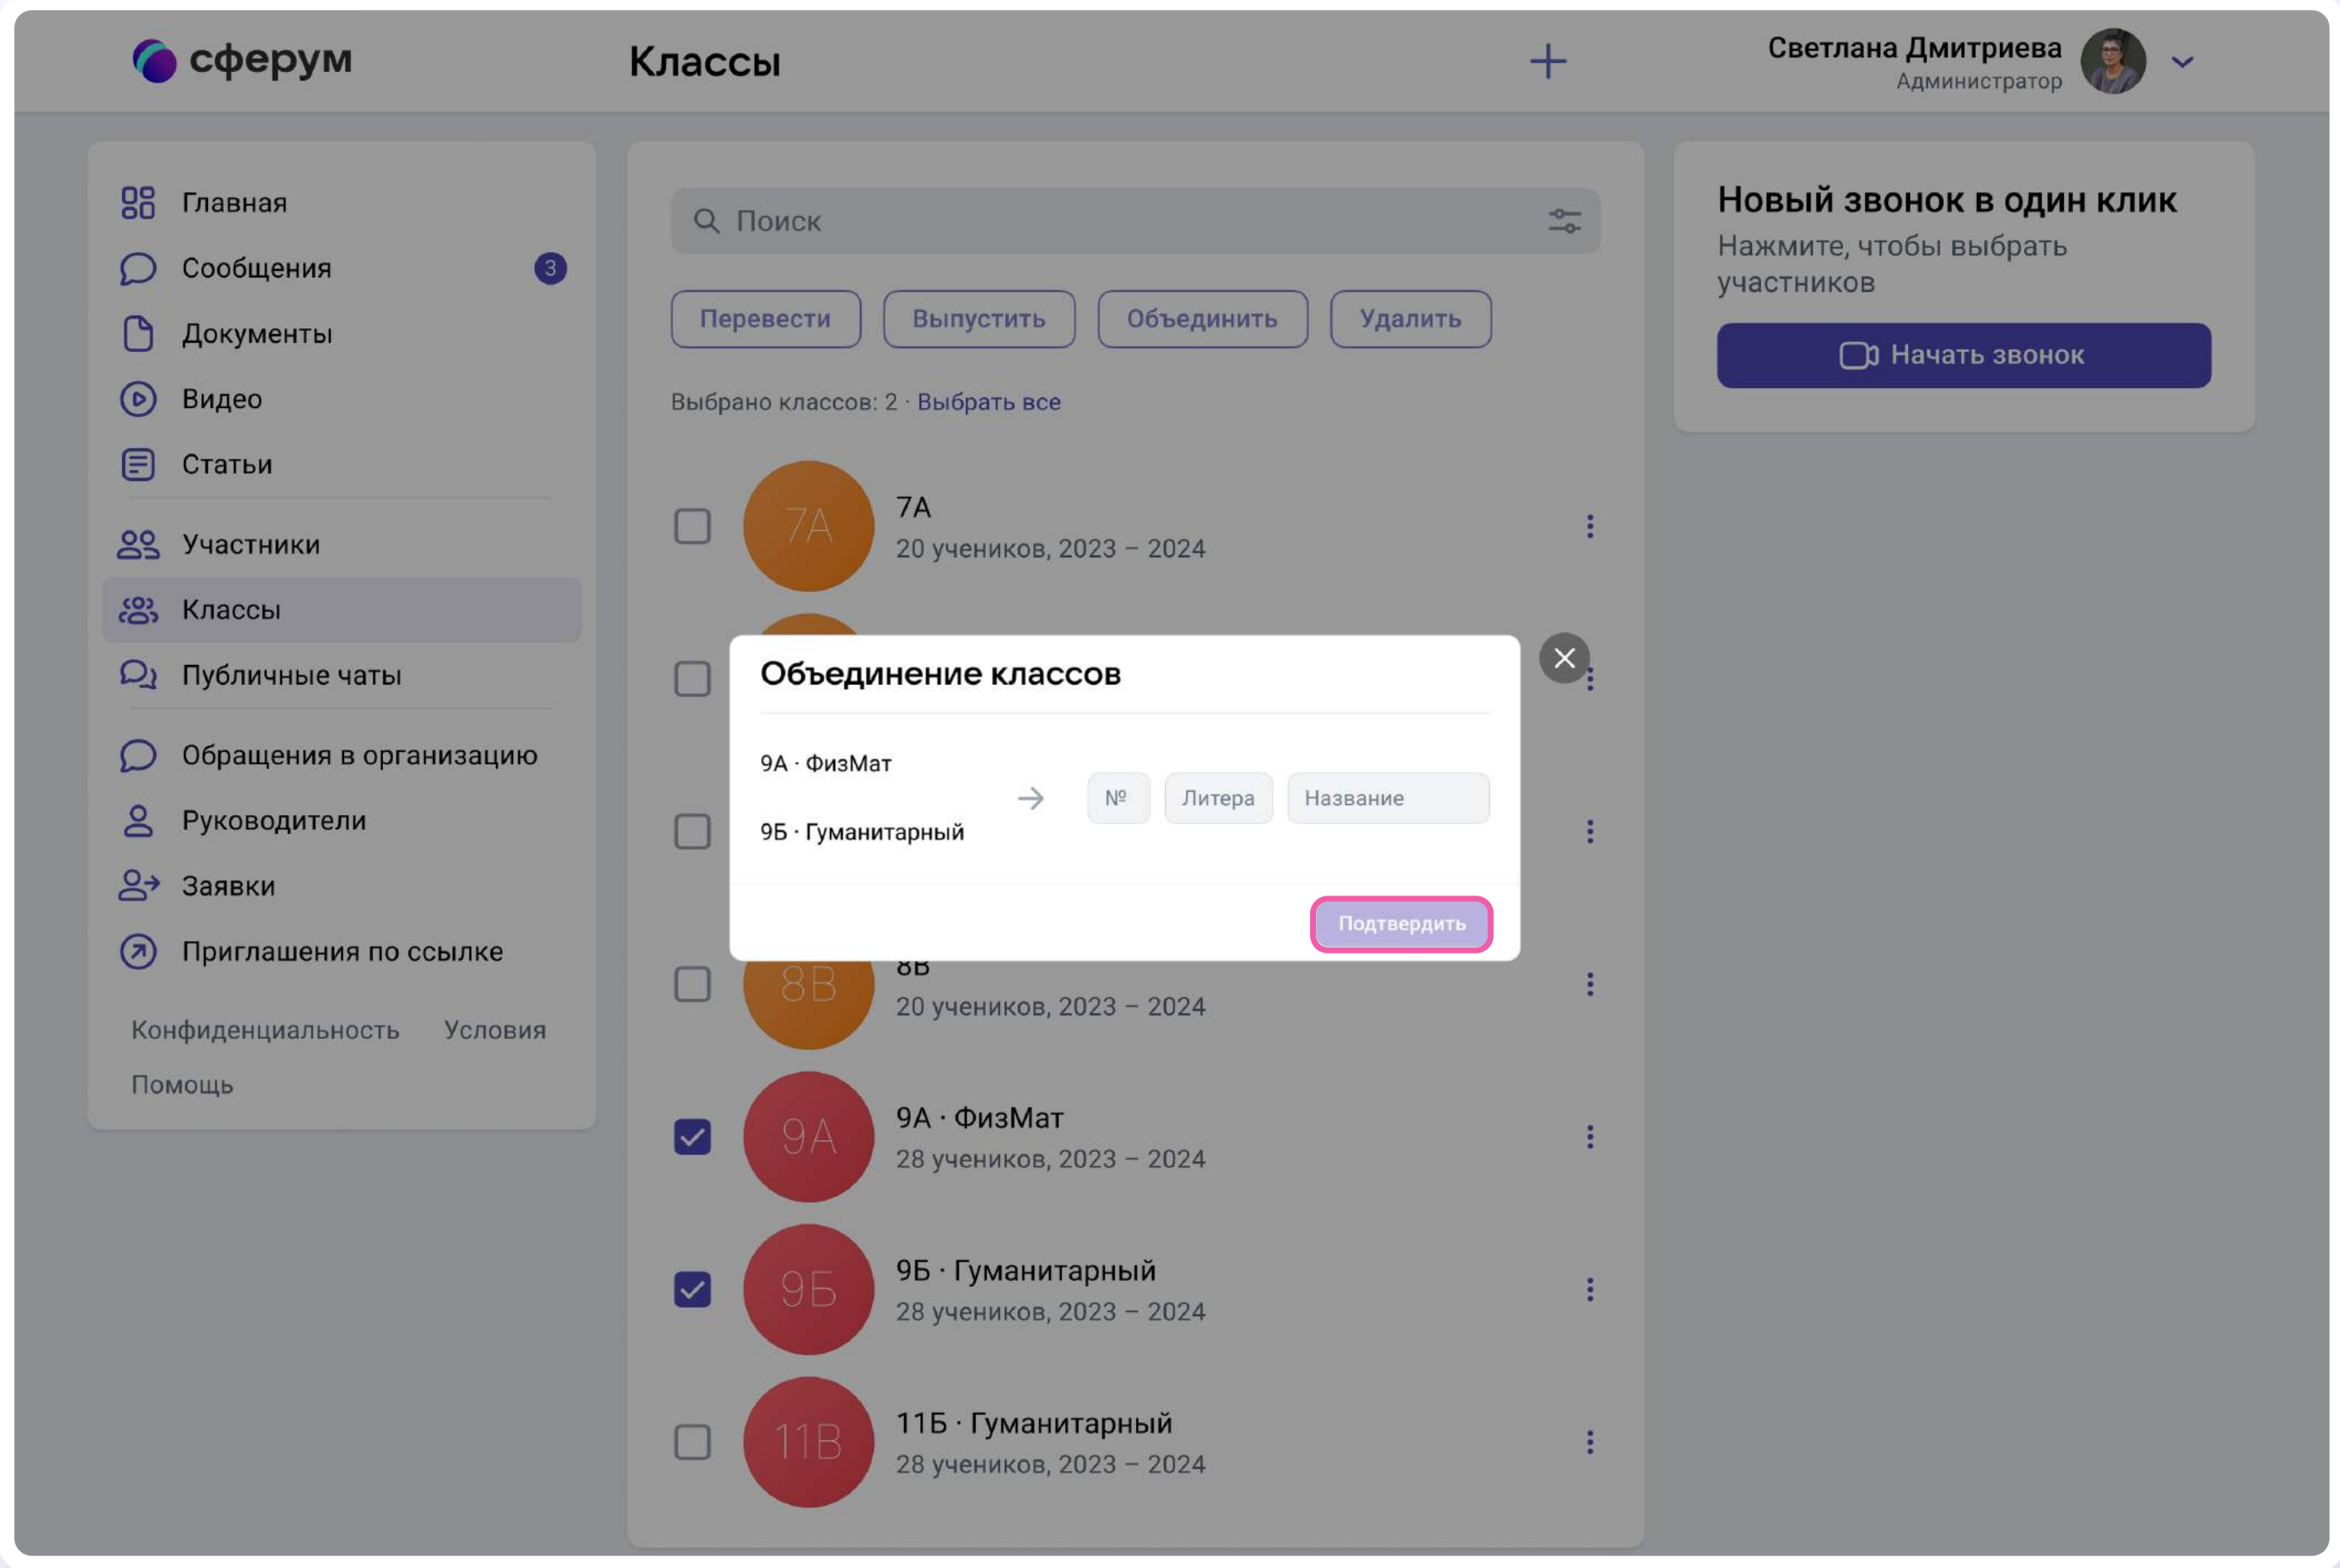 сферум
Классы
Светлана Дмитриева
Администратор
Главная
Сообщения 3
Документы
Видео
Статьи
Участники
Классы
Публичные чаты
Обращения в организацию
Руководители
Заявки
Приглашения по ссылке
Конфиденциальность Условия
Помощь
Поиск
Перевести Выпустить Объединить Удалить
Выбрано классов: 2 · Выбрать все
7А
7А
20 учеников, 2023 – 2024
Объединение классов
9А · ФизМат
9Б · Гуманитарный
№ Литера Название
Подтвердить
8В
8В
20 учеников, 2023 – 2024
9А
9А · ФизМат
28 учеников, 2023 – 2024
9Б
9Б · Гуманитарный
28 учеников, 2023 – 2024
11В
11Б · Гуманитарный
28 учеников, 2023 – 2024
Новый звонок в один клик
Нажмите, чтобы выбрать
участников
Начать звонок